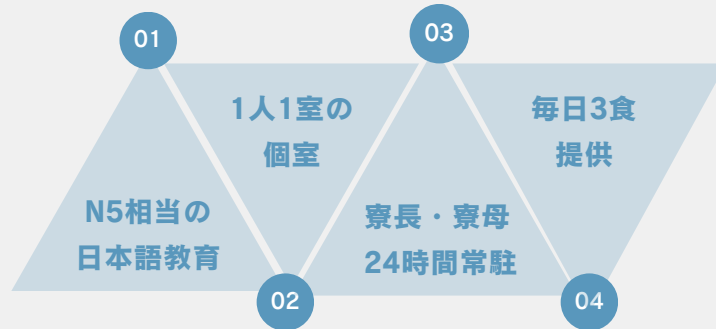 01
N5相当の
日本語教育
02
1人1室の
個室
03
寮長・寮母
24時間常駐
04
毎日3食
提供